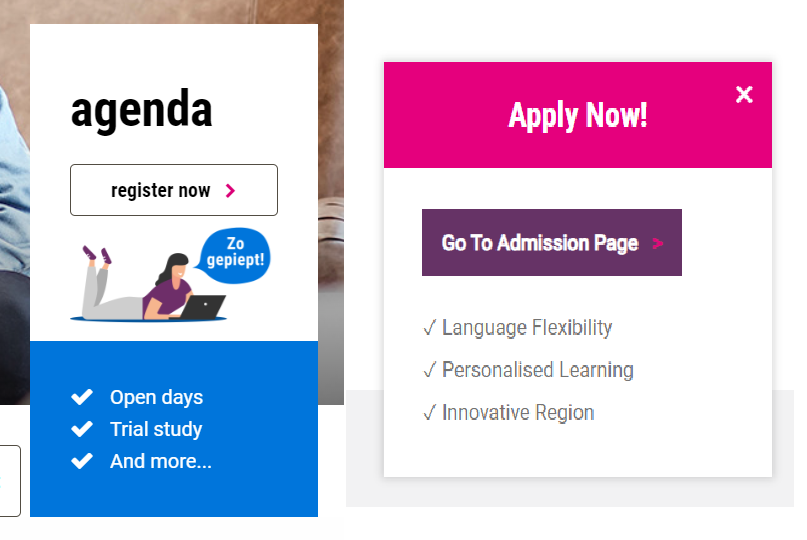 agenda
register now
Zo
gepiept!
Open days
Trial study
And more...
Apply Now!
Go To Admission Page >
✓ Language Flexibility
✓ Personalised Learning
✓ Innovative Region